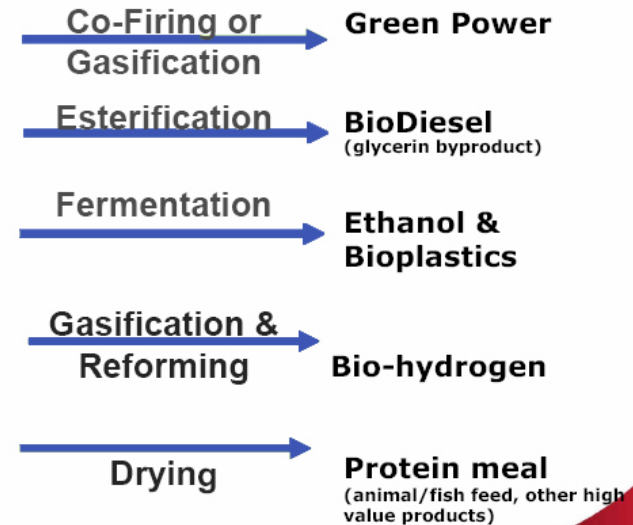 Co-Firing or
Gasification
Green Power
Esterification
BioDiesel
(glycerin byproduct)
Fermentation
Ethanol &
Bioplastics
Gasification &
Reforming
Bio-hydrogen
Drying
Protein meal
(animal/fish feed, other high
value products)